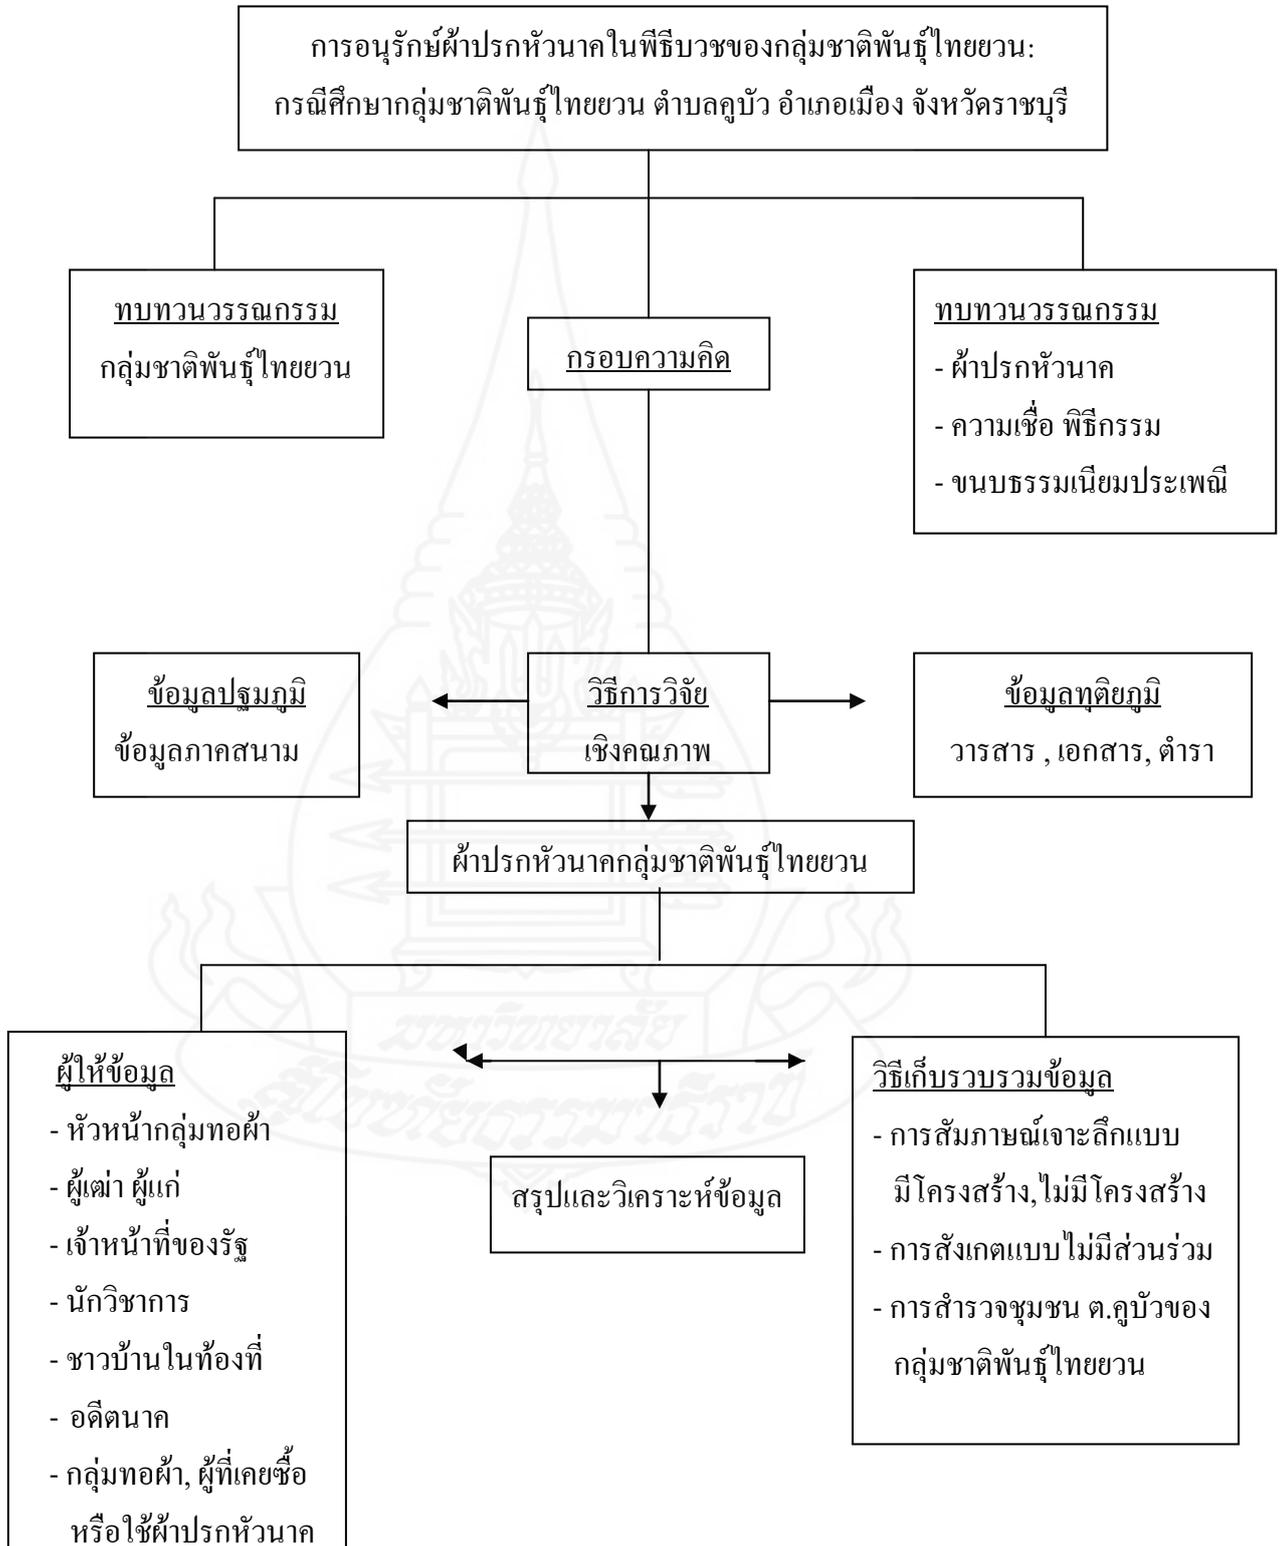 การอนุรักษ์ผ้าปรกหัวนาคในพีธีบวชของกลุ่มชาติพันธุ์ไทยยวน:
กรณีศึกษากลุ่มชาติพันธุ์ไทยยวน ตำบลคูบัว อำเภอเมือง จังหวัดราชบุรี
ทบทวนวรรณกรรม
กลุ่มชาติพันธุ์ไทยยวน
กรอบความคิด
ทบทวนวรรณกรรม
- ผ้าปรกหัวนาค
- ความเชื่อ พิธีกรรม
- ขนบธรรมเนียมประเพณี
ข้อมูลปฐมภูมิ
ข้อมูลภาคสนาม
วิธีการวิจัย
เชิงคุณภาพ
ข้อมูลทุติยภูมิ
วารสาร , เอกสาร, ตำรา
ผ้าปรกหัวนาคกลุ่มชาติพันธุ์ไทยยวน
ผู้ให้ข้อมูล
- หัวหน้ากลุ่มทอผ้า
- ผู้เฒ่า ผู้แก่
- เจ้าหน้าที่ของรัฐ
- นักวิชาการ
- ชาวบ้านในท้องที่
- อดีตนาค
- กลุ่มทอผ้า, ผู้ที่เคยซื้อ
หรือใช้ผ้าปรกหัวนาค
สรุปและวิเคราะห์ข้อมูล
วิธีเก็บรวบรวมข้อมูล
- การสัมภาษณ์เจาะลึกแบบ
มีโครงสร้าง,ไม่มีโครงสร้าง
- การสังเกตแบบไม่มีส่วนร่วม
- การสำรวจชุมชน ต.คูบัวของ
กลุ่มชาติพันธุ์ไทยยวน
มหาวิทยาลัย
สุโขทัยธรรมาธิราช